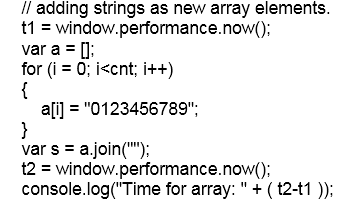 // adding strings as new array elements.
t1 = window.performance.now();
var a = [];
for (i = 0; i<cnt; i++)
{
a[i] = "0123456789";
}
var s = a.join("");
t2 = window.performance.now();
console.log("Time for array: " + ( t2-t1 ));